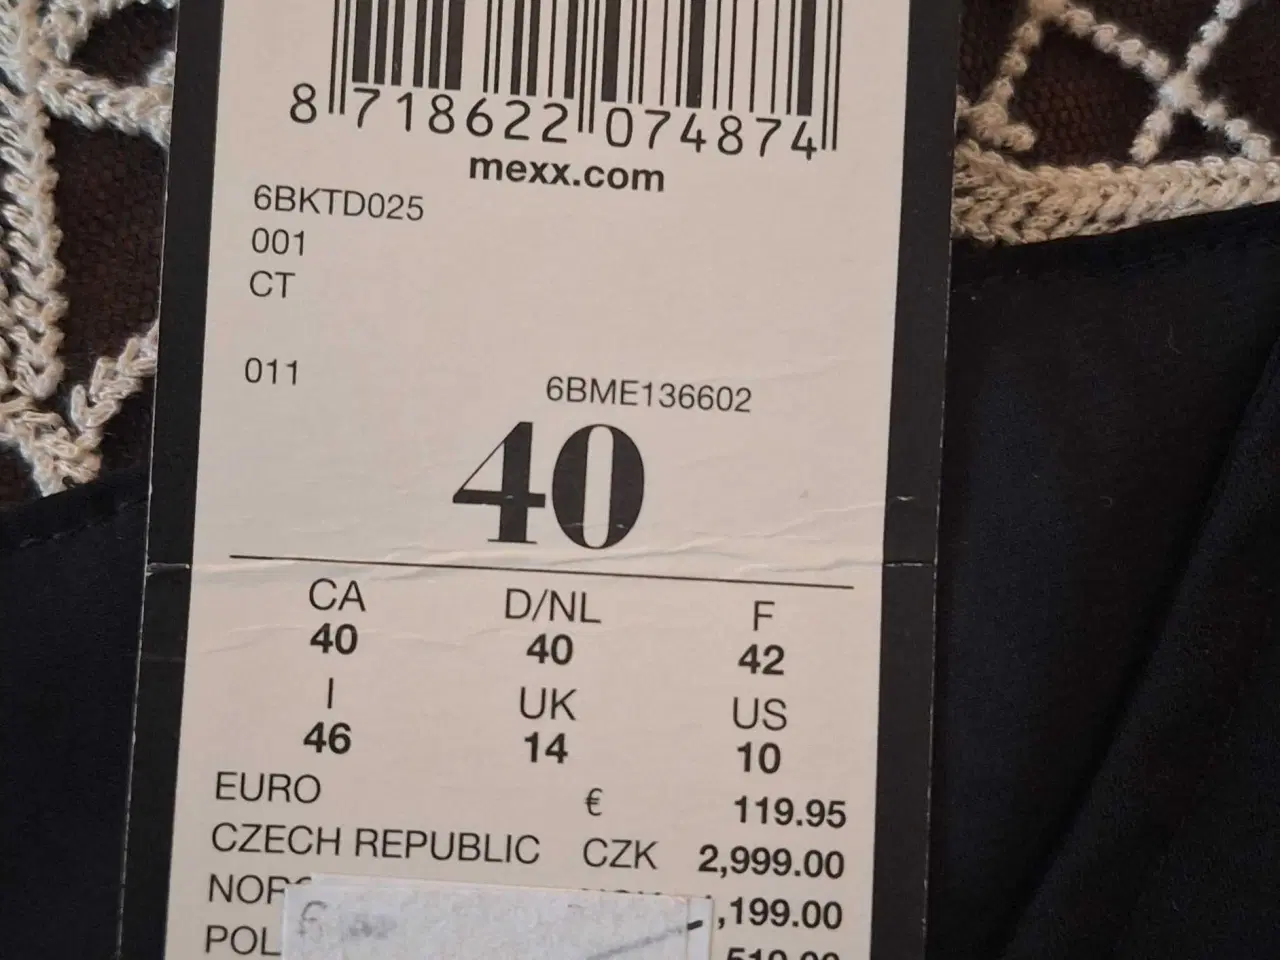 8 718622 074874
mexx.com
6BKTD025
001
CT
011
6BME136602
40
CA D/NL F
40 40 42
I UK US
46 14 10
EURO € 119.95
CZECH REPUBLIC CZK 2,999.00
,199.00